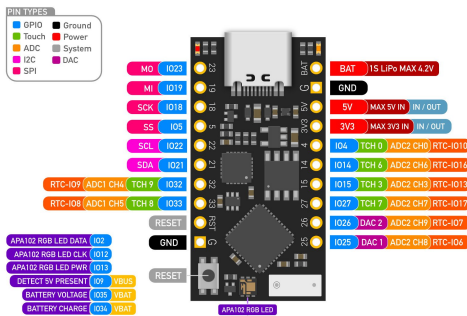 PIN TYPES
GPIO Ground
Touch Power
ADC System
I2C DAC
SPI
MO IO23 23 BAT BAT 1S LiPo MAX 4.2V
MI IO19 19 G GND
SCK IO18 18 5V 5V MAX 5V IN IN / OUT
SS IO5 5 3V3 3V3 MAX 3V3 IN IN / OUT
SCL IO22 22 4 IO4 TCH 0 ADC2 CH0 RTC-IO10
SDA IO21 21 14 IO14 TCH 6 ADC2 CH6 RTC-IO16
RTC-IO9 ADC1 CH4 TCH 9 IO32 32 15 IO15 TCH 3 ADC2 CH3 RTC-IO13
RTC-IO8 ADC1 CH5 TCH 8 IO33 33 27 IO27 TCH 7 ADC2 CH7 RTC-IO17
RESET RST 26 IO26 DAC 2 ADC2 CH9 RTC-IO7
GND G 25 IO25 DAC 1 ADC2 CH8 RTC-IO6
APA102 RGB LED DATA IO2
APA102 RGB LED CLK IO12
APA102 RGB LED PWR IO13
DETECT 5V PRESENT IO9 VBUS
BATTERY VOLTAGE IO35 VBAT
BATTERY CHARGE IO34 VBAT
RESET
APA102 RGB LED